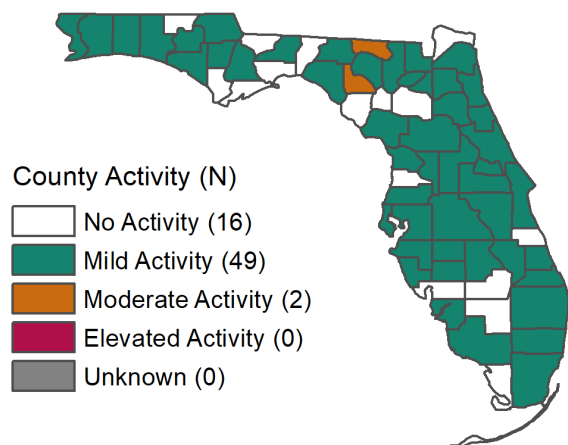 County Activity (N)
No Activity (16)
Mild Activity (49)
Moderate Activity (2)
Elevated Activity (0)
Unknown (0)